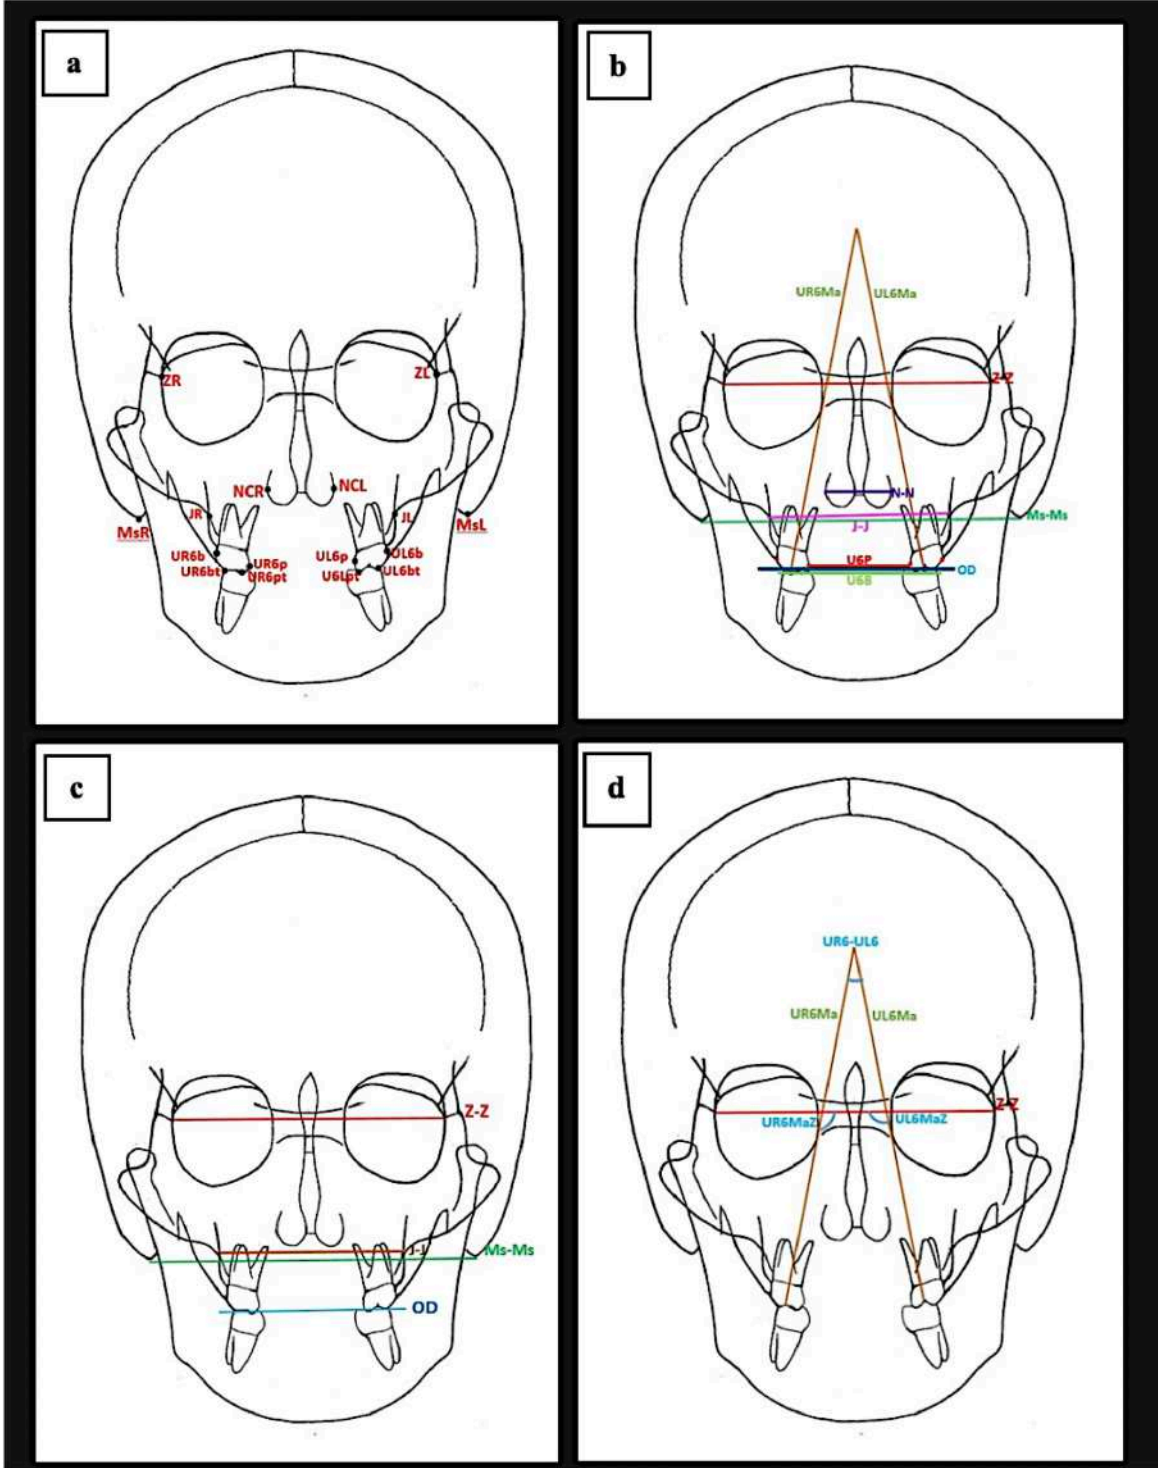 a
ZR
ZL
NCR
NCL
JR
JL
MsR
MsL
UR6b
UR6p
UL6p
UL6b
UR6bt
UR6pt
U6Lpt
UL6bt
b
UR6Ma
UL6Ma
Z-Z
N-N
Ms-Ms
J-J
U6P
OD
U6B
c
Z-Z
J-J
Ms-Ms
OD
d
UR6-UL6
UR6Ma
UL6Ma
Z-Z
UR6MaZ
UL6MaZ